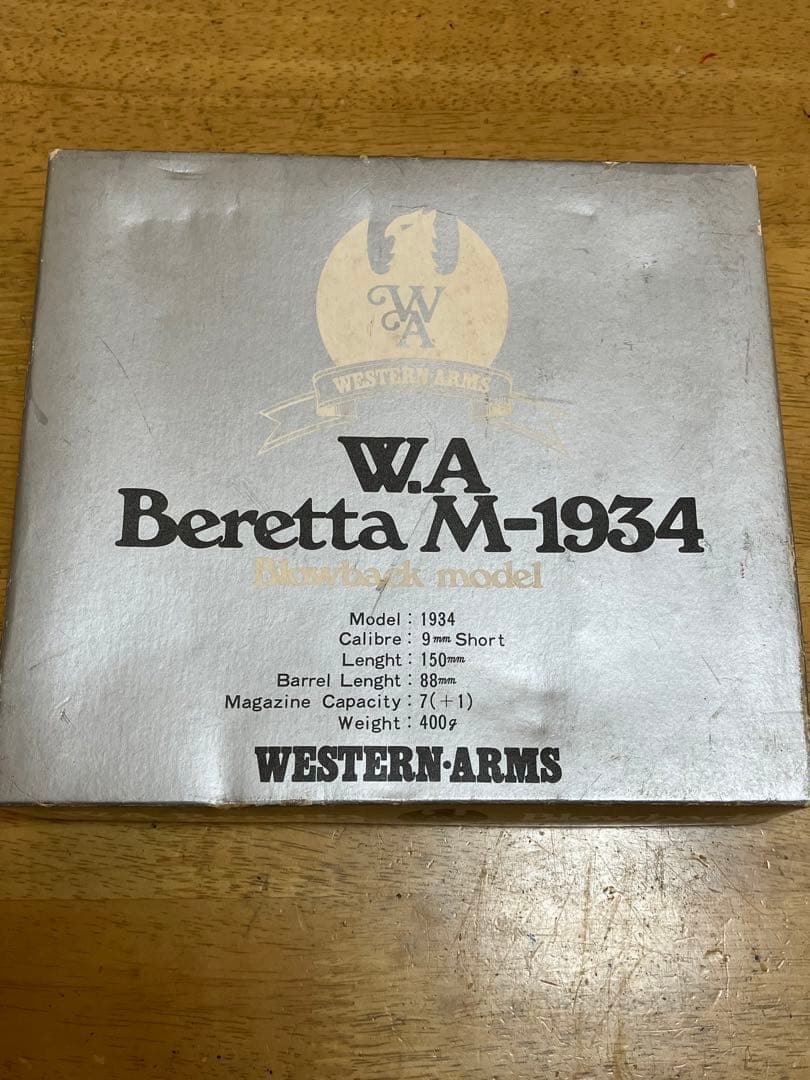 WA
WESTERN ARMS
W.A
Beretta M-1934
Blowback model
Model : 1934
Calibre : 9mm Short
Lenght : 150mm
Barrel Lenght : 88mm
Magazine Capacity : 7(+1)
Weight : 400g
WESTERN·ARMS